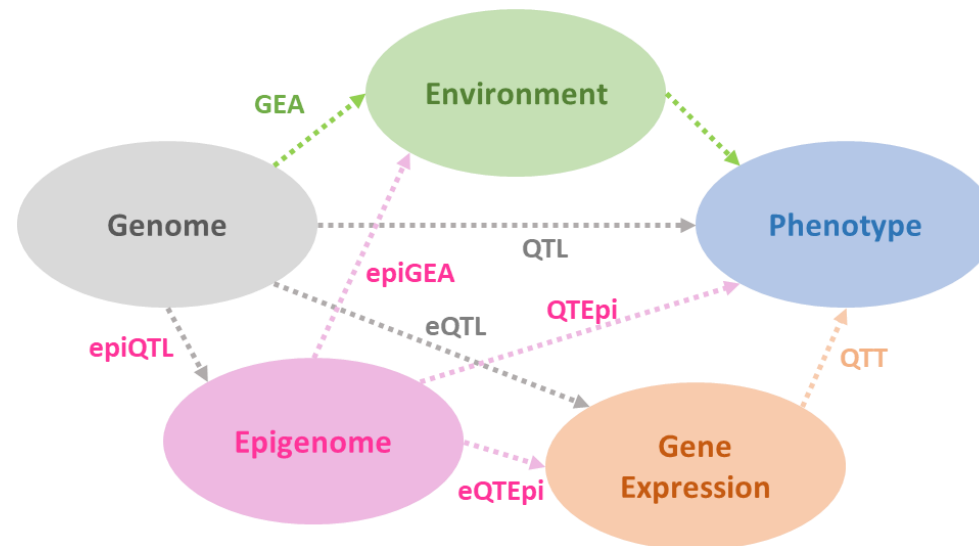 Environment
GEA
Genome
Phenotype
QTL
epiGEA
QTEpi
eQTL
epiQTL
QTT
Epigenome
Gene
Expression
eQTEpi